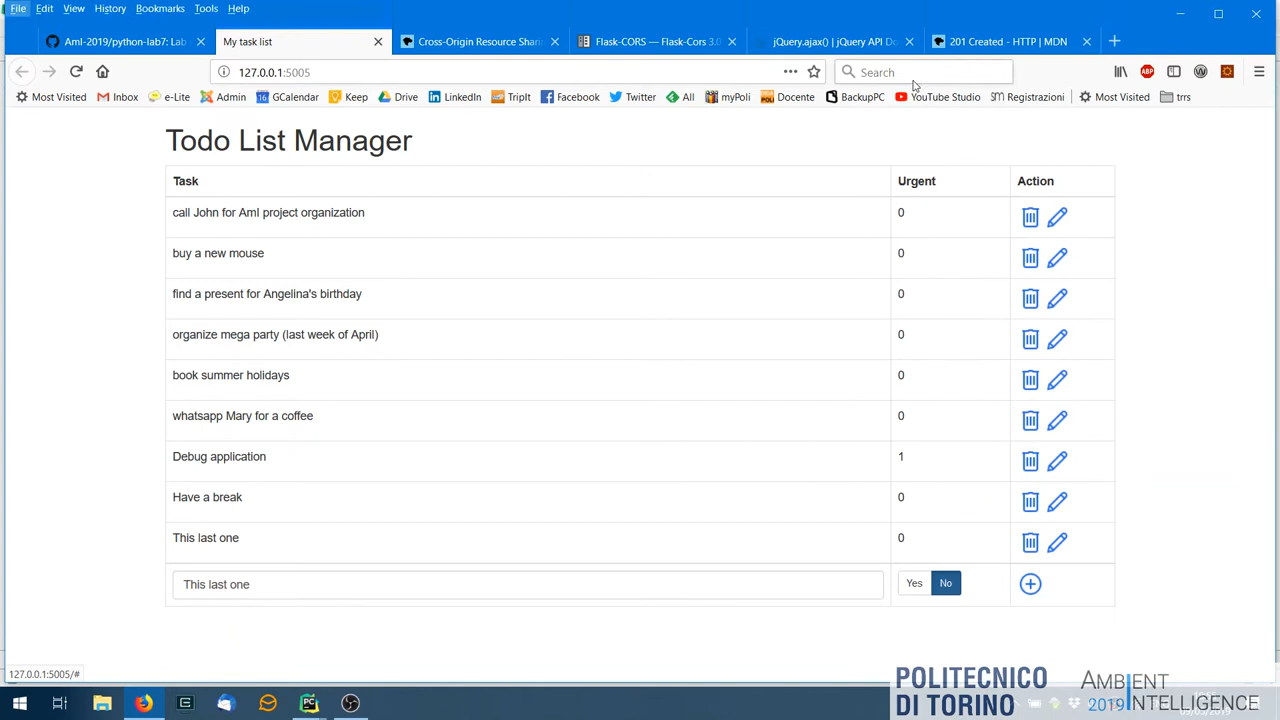 File Edit View History Bookmarks Tools Help
AmI-2019/python-lab7: Lab
My task list
Cross-Origin Resource Sharin
Flask-CORS — Flask-Cors 3.0
jQuery.ajax() | jQuery API Do
201 Created - HTTP | MDN
127.0.0.1:5005
Search
Most Visited Inbox e-Lite Admin GCalendar Keep Drive LinkedIn TripIt Facebook Twitter All myPoli Docente BackupPC YouTube Studio Registrazioni Most Visited trrs
Todo List Manager
Task Urgent Action
call John for AmI project organization 0
buy a new mouse 0
find a present for Angelina's birthday 0
organize mega party (last week of April) 0
book summer holidays 0
whatsapp Mary for a coffee 0
Debug application 1
Have a break 0
This last one 0
This last one Yes No
127.0.0.1:5005/#
POLITECNICO
DI TORINO
AMBIENT
2019 INTELLIGENCE